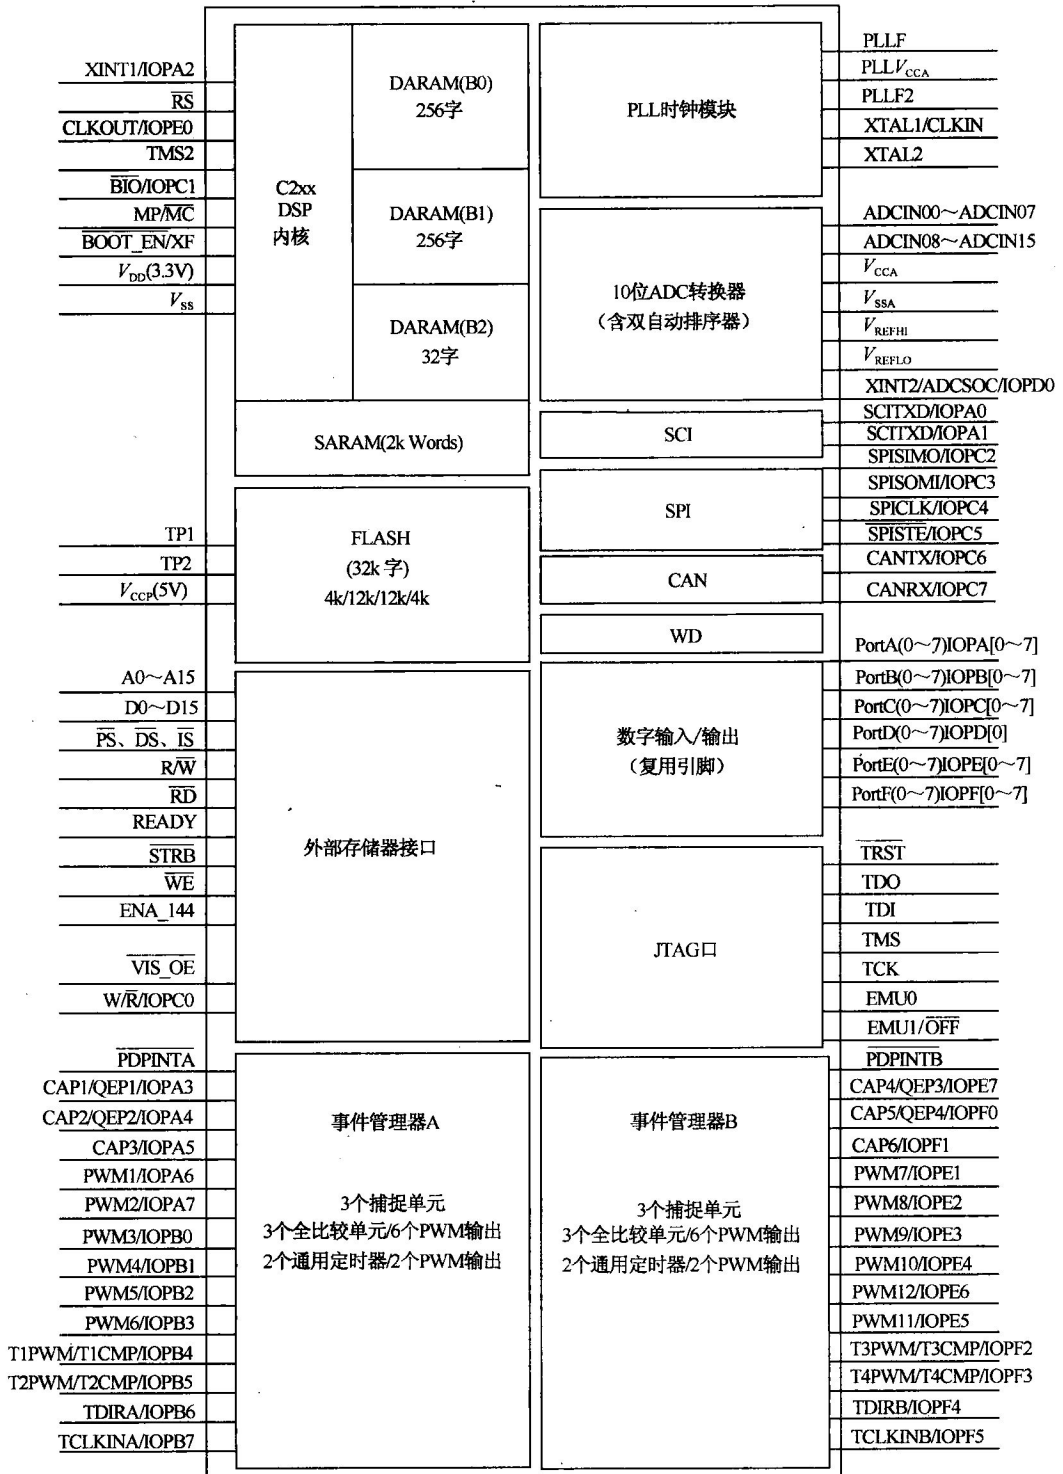 XINT1/IOPA2
R̅S̅
CLKOUT/IOPE0
TMS2
B̅I̅O̅/IOPC1
MP/M̅C̅
B̅O̅O̅T̅_̅E̅N̅/XF
VDD(3.3V)
VSS
TP1
TP2
VCCP(5V)
A0～A15
D0～D15
P̅S̅、D̅S̅、I̅S̅
R/W̅
R̅D̅
READY
S̅T̅R̅B̅
W̅E̅
ENA_144
V̅I̅S̅_̅O̅E̅
W/R̅/IOPC0
P̅D̅P̅I̅N̅T̅A̅
CAP1/QEP1/IOPA3
CAP2/QEP2/IOPA4
CAP3/IOPA5
PWM1/IOPA6
PWM2/IOPA7
PWM3/IOPB0
PWM4/IOPB1
PWM5/IOPB2
PWM6/IOPB3
T1PWM/T1CMP/IOPB4
T2PWM/T2CMP/IOPB5
TDIRA/IOPB6
TCLKINA/IOPB7
C2xx
DSP
内核
DARAM(B0)
256字
DARAM(B1)
256字
DARAM(B2)
32字
SARAM(2k Words)
FLASH
(32k 字)
4k/12k/12k/4k
外部存储器接口
事件管理器A
3个捕捉单元
3个全比较单元/6个PWM输出
2个通用定时器/2个PWM输出
PLL时钟模块
10位ADC转换器
（含双自动排序器）
SCI
SPI
CAN
WD
数字输入/输出
（复用引脚）
JTAG口
事件管理器B
3个捕捉单元
3个全比较单元/6个PWM输出
2个通用定时器/2个PWM输出
PLLF
PLLVCCA
PLLF2
XTAL1/CLKIN
XTAL2
ADCIN00～ADCIN07
ADCIN08～ADCIN15
VCCA
VSSA
VREFHI
VREFLO
XINT2/ADCSOC/IOPD0
SCITXD/IOPA0
SCITXD/IOPA1
SPISIMO/IOPC2
SPISOMI/IOPC3
SPICLK/IOPC4
S̅P̅I̅S̅T̅E̅/IOPC5
CANTX/IOPC6
CANRX/IOPC7
PortA(0～7)IOPA[0～7]
PortB(0～7)IOPB[0～7]
PortC(0～7)IOPC[0～7]
PortD(0～7)IOPD[0]
PortE(0～7)IOPE[0～7]
PortF(0～7)IOPF[0～7]
T̅R̅S̅T̅
TDO
TDI
TMS
TCK
EMU0
EMU1/O̅F̅F̅
P̅D̅P̅I̅N̅T̅B̅
CAP4/QEP3/IOPE7
CAP5/QEP4/IOPF0
CAP6/IOPF1
PWM7/IOPE1
PWM8/IOPE2
PWM9/IOPE3
PWM10/IOPE4
PWM12/IOPE6
PWM11/IOPE5
T3PWM/T3CMP/IOPF2
T4PWM/T4CMP/IOPF3
TDIRB/IOPF4
TCLKINB/IOPF5